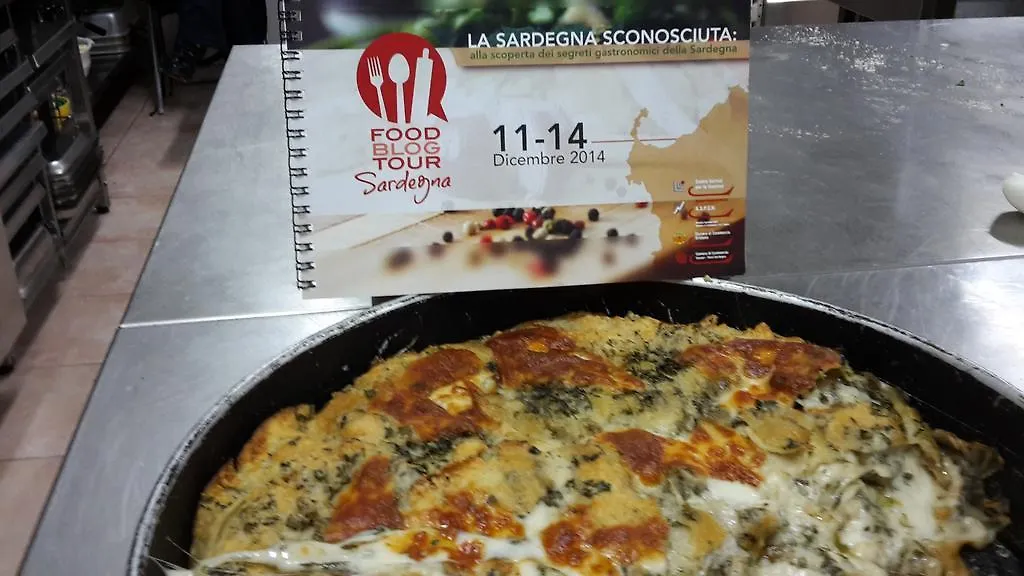 LA SARDEGNA SCONOSCIUTA:
alla scoperta dei segreti gastronomici della Sardegna
FOOD
BLOG
TOUR
Sardegna
11-14
Dicembre 2014